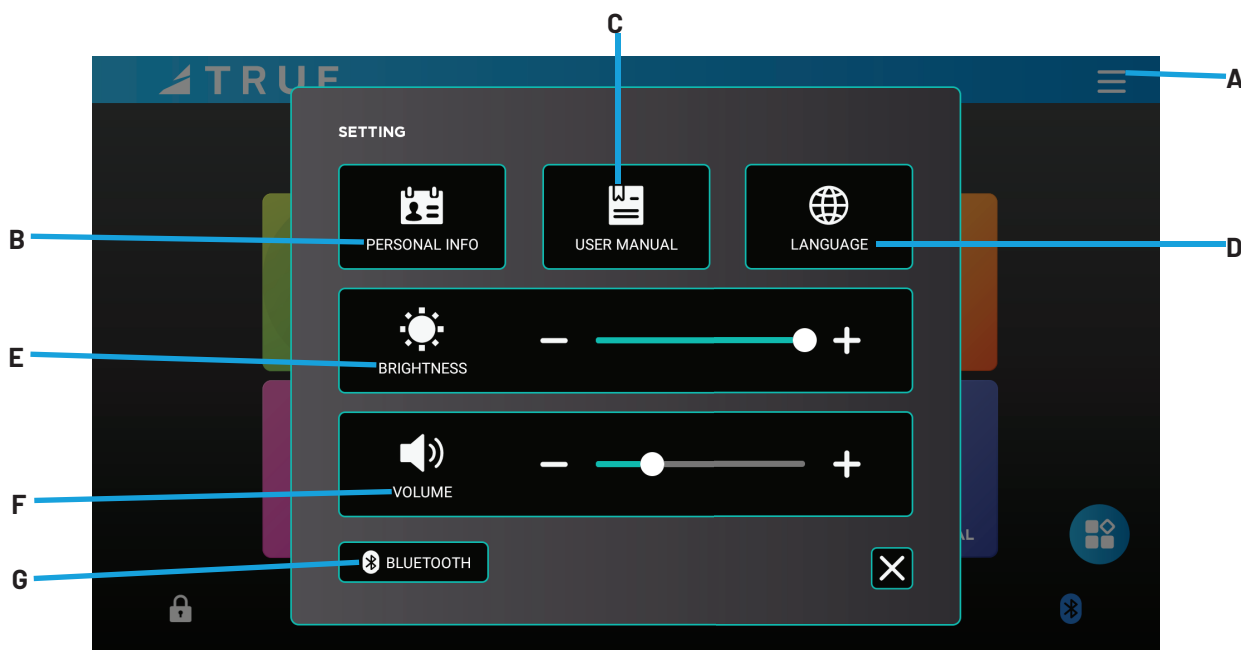 C
A
TRUE
SETTING
B
PERSONAL INFO
USER MANUAL
LANGUAGE
D
E
BRIGHTNESS
F
VOLUME
AL
G
BLUETOOTH